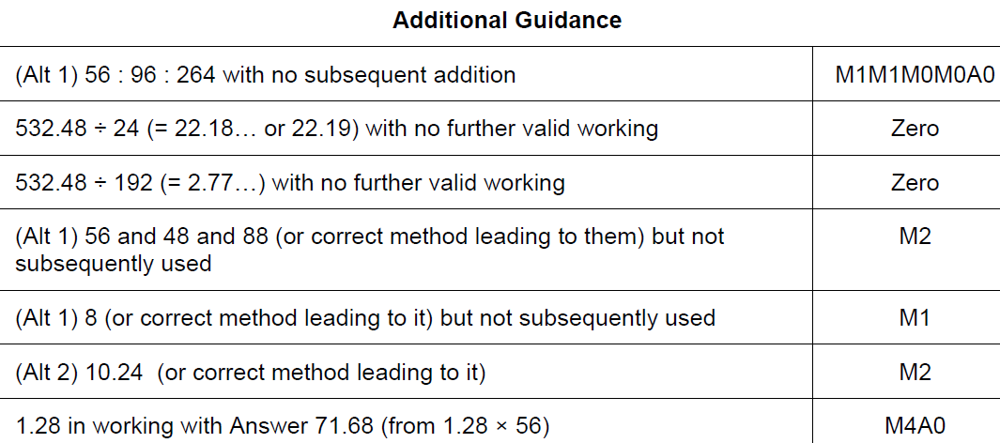 Additional Guidance
(Alt 1) 56 : 96 : 264 with no subsequent addition M1M1M0M0A0
532.48 ÷ 24 (= 22.18… or 22.19) with no further valid working Zero
532.48 ÷ 192 (= 2.77…) with no further valid working Zero
(Alt 1) 56 and 48 and 88 (or correct method leading to them) but not M2
subsequently used
(Alt 1) 8 (or correct method leading to it) but not subsequently used M1
(Alt 2) 10.24 (or correct method leading to it) M2
1.28 in working with Answer 71.68 (from 1.28 × 56) M4A0